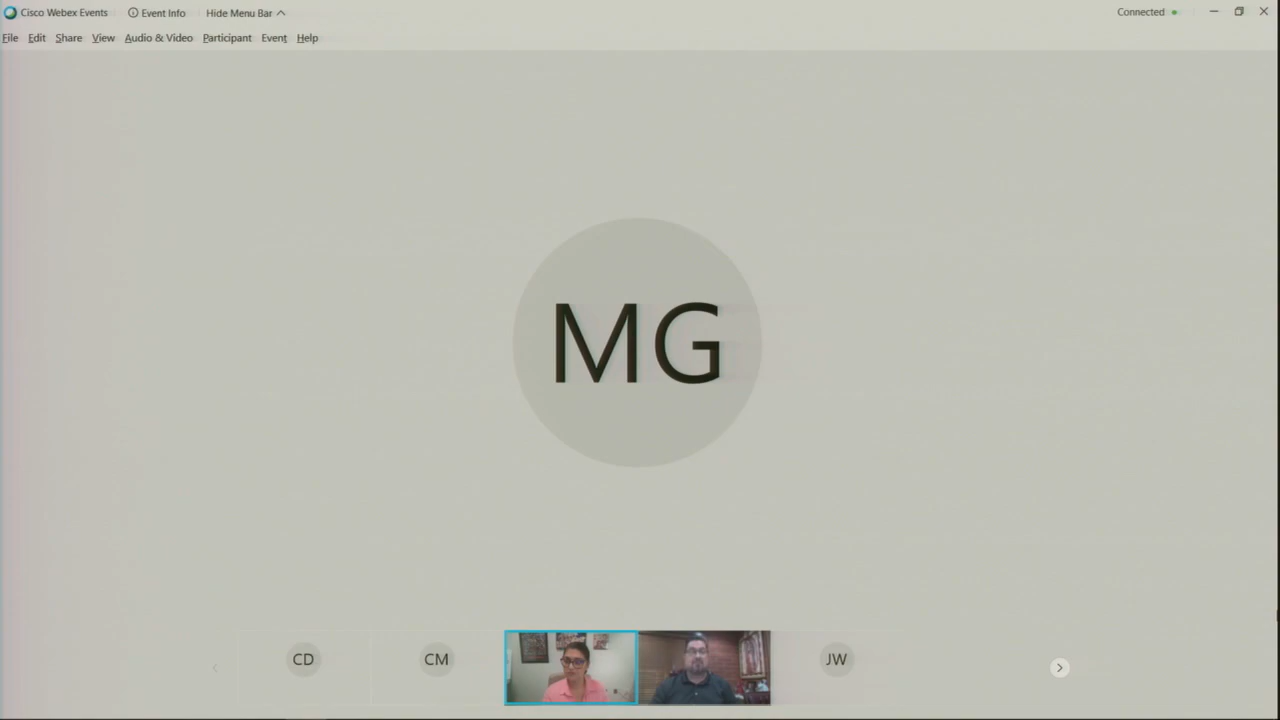 Cisco Webex Events Event Info Hide Menu Bar Connected
File Edit Share View Audio & Video Participant Event Help
MG
CD CM JW